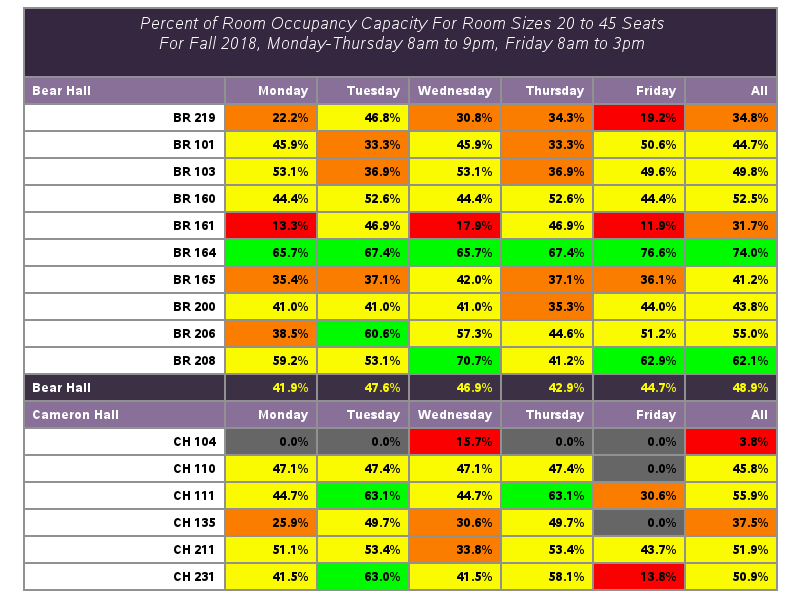 Percent of Room Occupancy Capacity For Room Sizes 20 to 45 Seats
For Fall 2018, Monday-Thursday 8am to 9pm, Friday 8am to 3pm
Bear Hall Monday Tuesday Wednesday Thursday Friday All
BR 219 22.2% 46.8% 30.8% 34.3% 19.2% 34.8%
BR 101 45.9% 33.3% 45.9% 33.3% 50.6% 44.7%
BR 103 53.1% 36.9% 53.1% 36.9% 49.6% 49.8%
BR 160 44.4% 52.6% 44.4% 52.6% 44.4% 52.5%
BR 161 13.3% 46.9% 17.9% 46.9% 11.9% 31.7%
BR 164 65.7% 67.4% 65.7% 67.4% 76.6% 74.0%
BR 165 35.4% 37.1% 42.0% 37.1% 36.1% 41.2%
BR 200 41.0% 41.0% 41.0% 35.3% 44.0% 43.8%
BR 206 38.5% 60.6% 57.3% 44.6% 51.2% 55.0%
BR 208 59.2% 53.1% 70.7% 41.2% 62.9% 62.1%
Bear Hall 41.9% 47.6% 46.9% 42.9% 44.7% 48.9%
Cameron Hall Monday Tuesday Wednesday Thursday Friday All
CH 104 0.0% 0.0% 15.7% 0.0% 0.0% 3.8%
CH 110 47.1% 47.4% 47.1% 47.4% 0.0% 45.8%
CH 111 44.7% 63.1% 44.7% 63.1% 30.6% 55.9%
CH 135 25.9% 49.7% 30.6% 49.7% 0.0% 37.5%
CH 211 51.1% 53.4% 33.8% 53.4% 43.7% 51.9%
CH 231 41.5% 63.0% 41.5% 58.1% 13.8% 50.9%